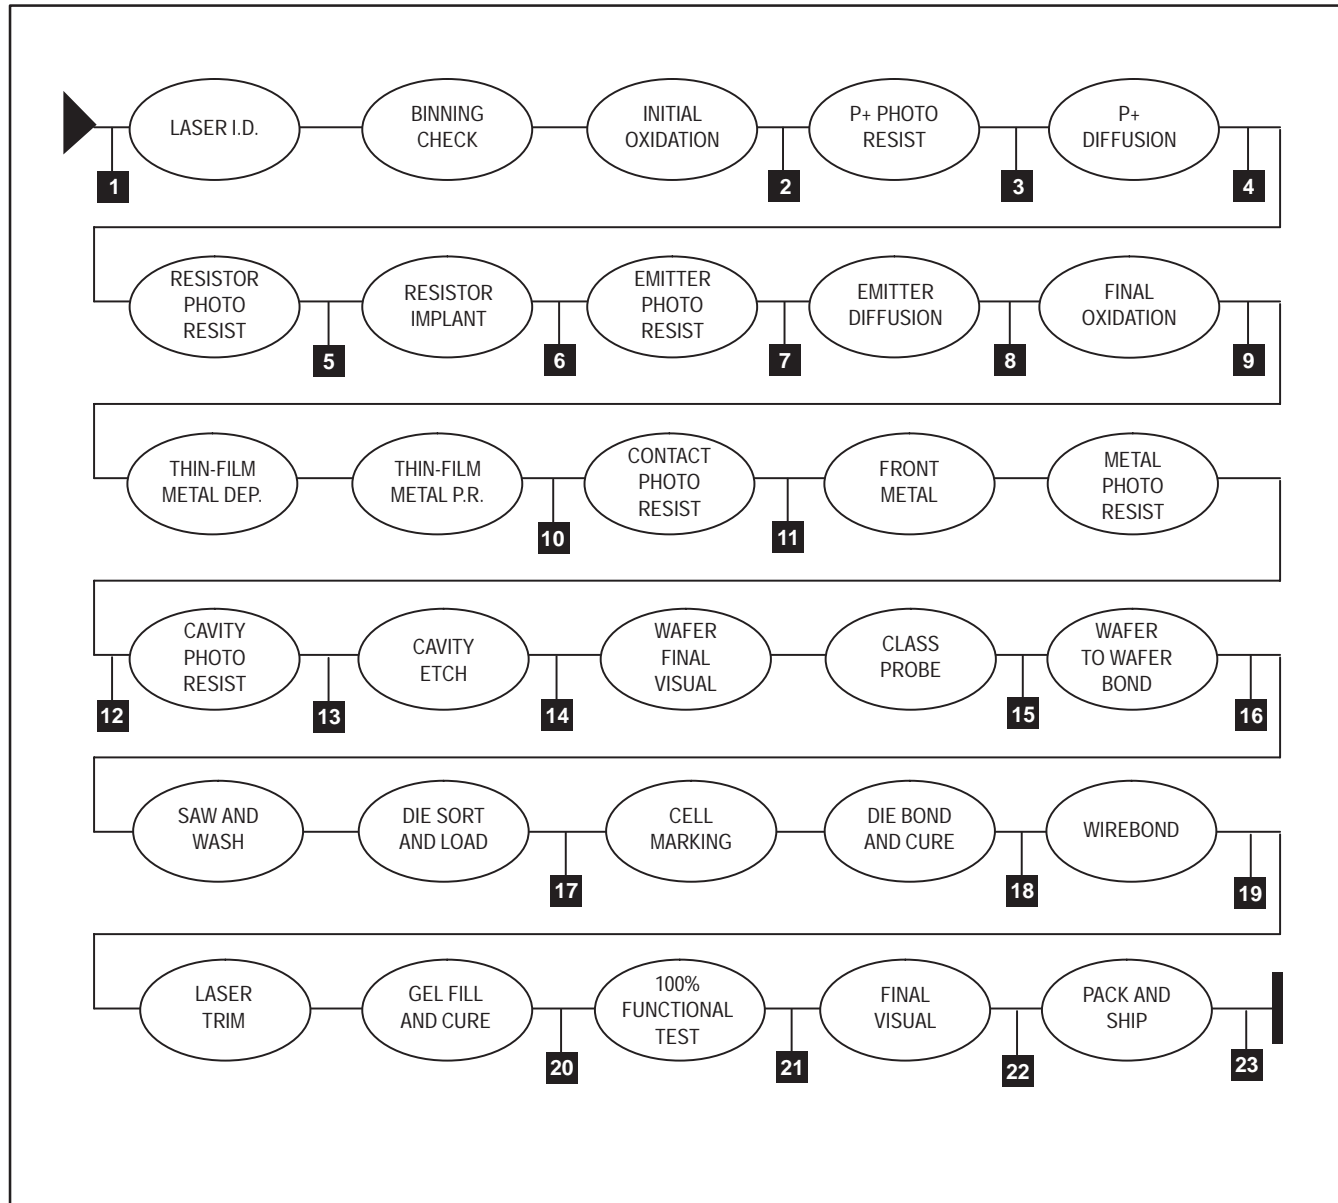 LASER I.D.
BINNING
CHECK
INITIAL
OXIDATION
P+ PHOTO
RESIST
P+
DIFFUSION
1
2
3
4
RESISTOR
PHOTO
RESIST
RESISTOR
IMPLANT
EMITTER
PHOTO
RESIST
EMITTER
DIFFUSION
FINAL
OXIDATION
5
6
7
8
9
THIN-FILM
METAL DEP.
THIN-FILM
METAL P.R.
CONTACT
PHOTO
RESIST
FRONT
METAL
METAL
PHOTO
RESIST
10
11
CAVITY
PHOTO
RESIST
CAVITY
ETCH
WAFER
FINAL
VISUAL
CLASS
PROBE
WAFER
TO WAFER
BOND
12
13
14
15
16
SAW AND
WASH
DIE SORT
AND LOAD
CELL
MARKING
DIE BOND
AND CURE
WIREBOND
17
18
19
LASER
TRIM
GEL FILL
AND CURE
100%
FUNCTIONAL
TEST
FINAL
VISUAL
PACK AND
SHIP
20
21
22
23